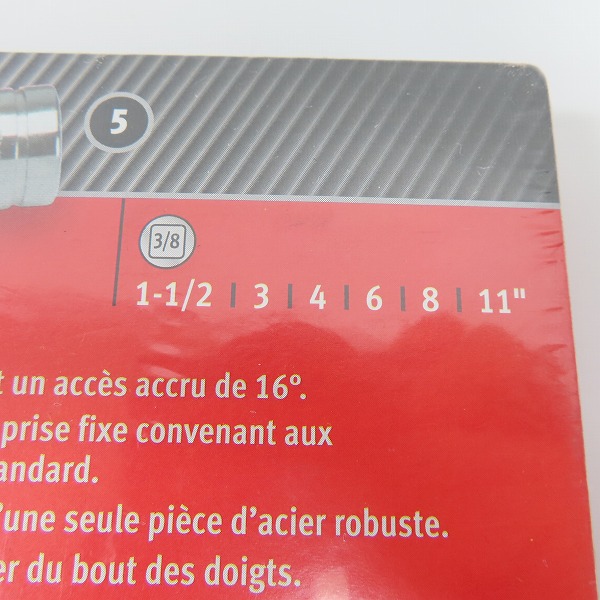 5
3/8
1-1/2 | 3 | 4 | 6 | 8 | 11"
un accès accru de 16°.
prise fixe convenant aux
andard.
'une seule pièce d'acier robuste.
er du bout des doigts.